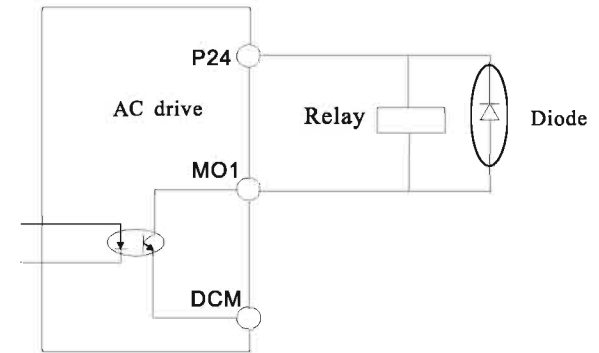 P24
AC drive
Relay
Diode
MO1
DCM